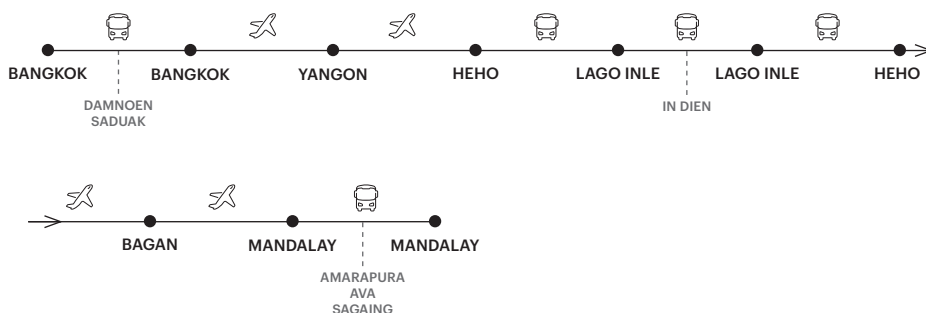 BANGKOK BANGKOK YANGON HEHO LAGO INLE LAGO INLE HEHO
DAMNOEN IN DIEN
SADUAK
BAGAN MANDALAY MANDALAY
AMARAPURA
AVA
SAGAING